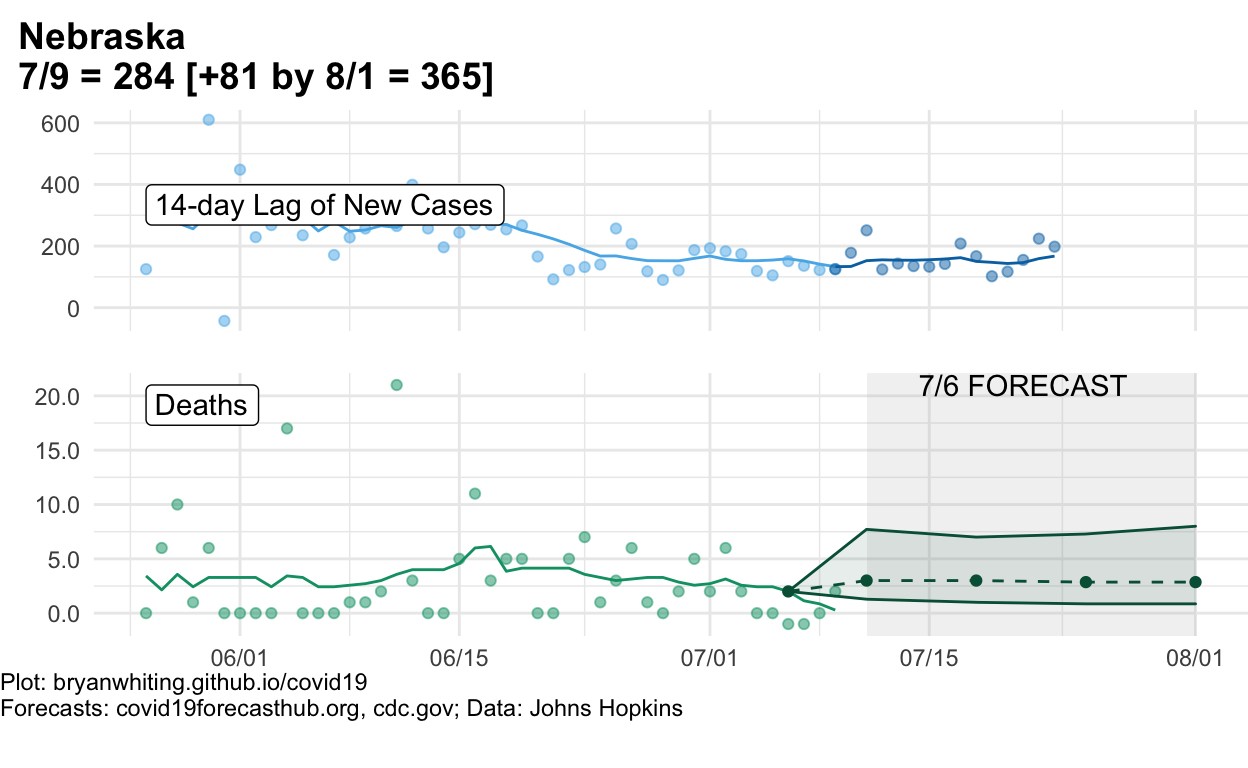 Nebraska
7/9 = 284 [+81 by 8/1 = 365]
600
400
14-day Lag of New Cases
200
0
7/6 FORECAST
20.0
Deaths
15.0
10.0
5.0
0.0
06/01 06/15 07/01 07/15 08/01
Plot: bryanwhiting.github.io/covid19
Forecasts: covid19forecasthub.org, cdc.gov; Data: Johns Hopkins